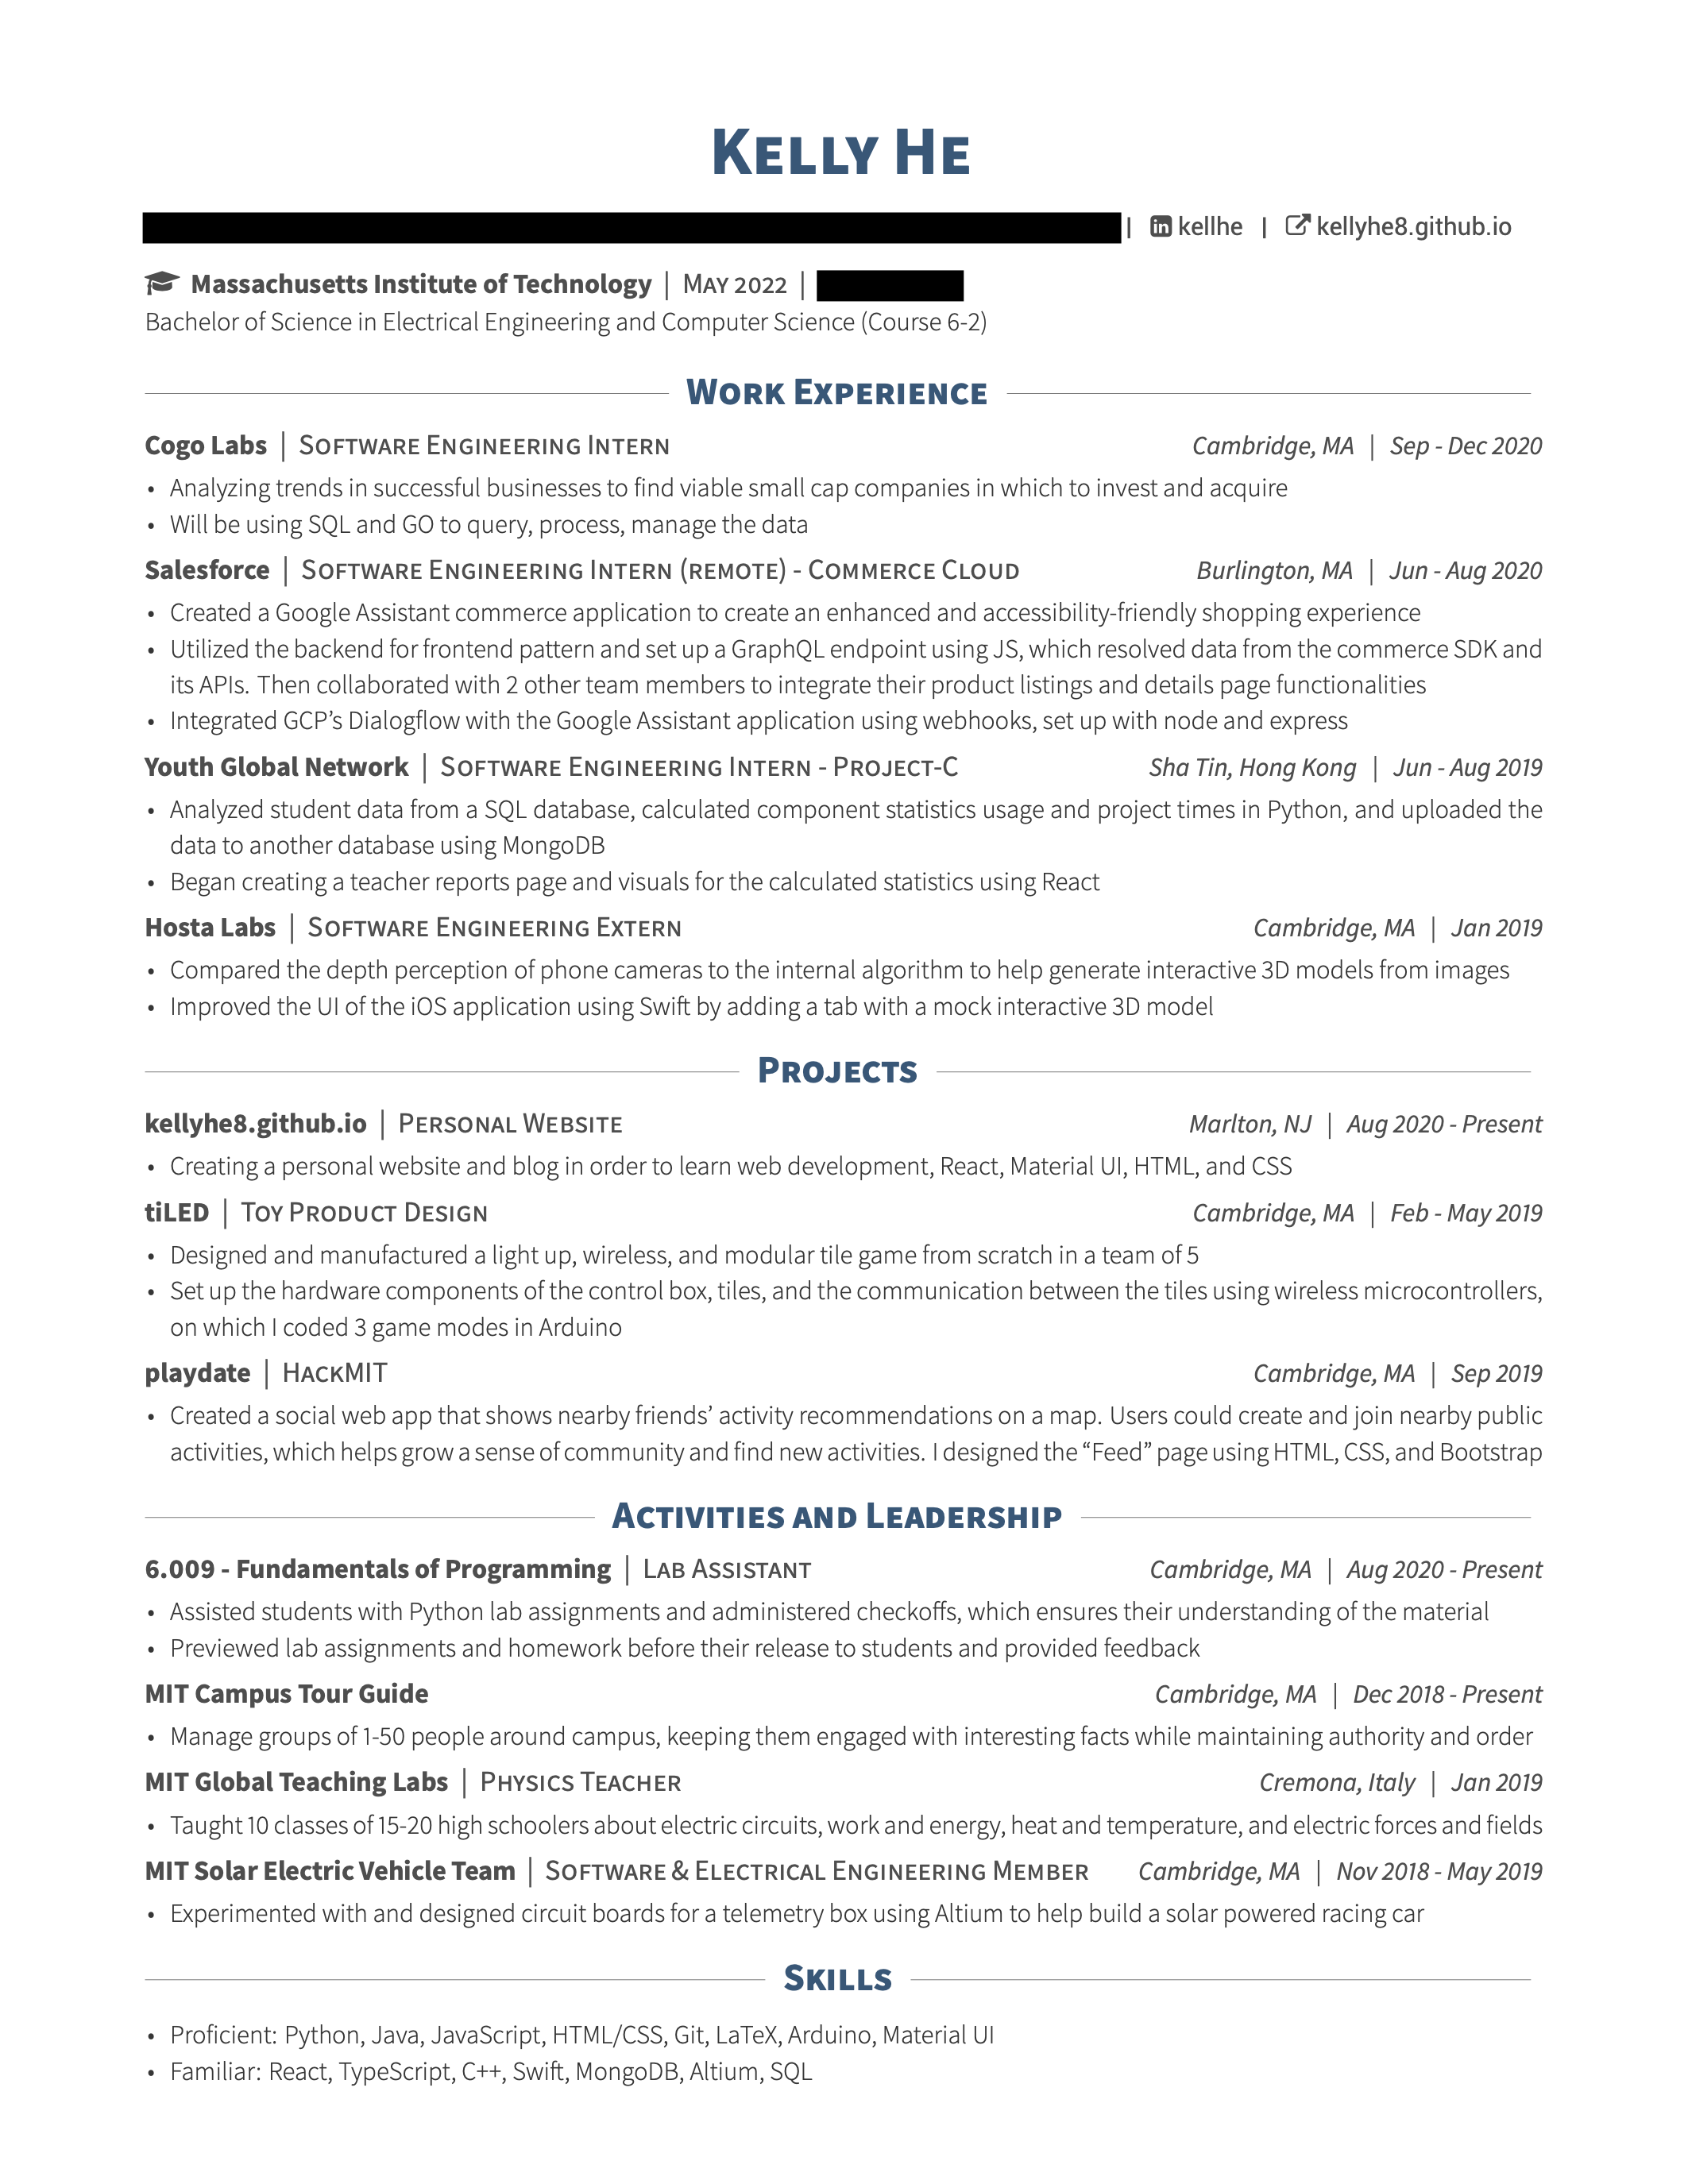 Kelly He
| kellhe | kellyhe8.github.io
Massachusetts Institute of Technology | May 2022 |
Bachelor of Science in Electrical Engineering and Computer Science (Course 6-2)
Work Experience
Cogo Labs | Software Engineering Intern Cambridge, MA | Sep - Dec 2020
• Analyzing trends in successful businesses to find viable small cap companies in which to invest and acquire
• Will be using SQL and GO to query, process, manage the data
Salesforce | Software Engineering Intern (remote) - Commerce Cloud Burlington, MA | Jun - Aug 2020
• Created a Google Assistant commerce application to create an enhanced and accessibility-friendly shopping experience
• Utilized the backend for frontend pattern and set up a GraphQL endpoint using JS, which resolved data from the commerce SDK and
its APIs. Then collaborated with 2 other team members to integrate their product listings and details page functionalities
• Integrated GCP’s Dialogflow with the Google Assistant application using webhooks, set up with node and express
Youth Global Network | Software Engineering Intern - Project-C Sha Tin, Hong Kong | Jun - Aug 2019
• Analyzed student data from a SQL database, calculated component statistics usage and project times in Python, and uploaded the
data to another database using MongoDB
• Began creating a teacher reports page and visuals for the calculated statistics using React
Hosta Labs | Software Engineering Extern Cambridge, MA | Jan 2019
• Compared the depth perception of phone cameras to the internal algorithm to help generate interactive 3D models from images
• Improved the UI of the iOS application using Swift by adding a tab with a mock interactive 3D model
Projects
kellyhe8.github.io | Personal Website Marlton, NJ | Aug 2020 - Present
• Creating a personal website and blog in order to learn web development, React, Material UI, HTML, and CSS
tiLED | Toy Product Design Cambridge, MA | Feb - May 2019
• Designed and manufactured a light up, wireless, and modular tile game from scratch in a team of 5
• Set up the hardware components of the control box, tiles, and the communication between the tiles using wireless microcontrollers,
on which I coded 3 game modes in Arduino
playdate | HackMIT Cambridge, MA | Sep 2019
• Created a social web app that shows nearby friends’ activity recommendations on a map. Users could create and join nearby public
activities, which helps grow a sense of community and find new activities. I designed the “Feed” page using HTML, CSS, and Bootstrap
Activities and Leadership
6.009 - Fundamentals of Programming | Lab Assistant Cambridge, MA | Aug 2020 - Present
• Assisted students with Python lab assignments and administered checkoffs, which ensures their understanding of the material
• Previewed lab assignments and homework before their release to students and provided feedback
MIT Campus Tour Guide Cambridge, MA | Dec 2018 - Present
• Manage groups of 1-50 people around campus, keeping them engaged with interesting facts while maintaining authority and order
MIT Global Teaching Labs | Physics Teacher Cremona, Italy | Jan 2019
• Taught 10 classes of 15-20 high schoolers about electric circuits, work and energy, heat and temperature, and electric forces and fields
MIT Solar Electric Vehicle Team | Software & Electrical Engineering Member Cambridge, MA | Nov 2018 - May 2019
• Experimented with and designed circuit boards for a telemetry box using Altium to help build a solar powered racing car
Skills
• Proficient: Python, Java, JavaScript, HTML/CSS, Git, LaTeX, Arduino, Material UI
• Familiar: React, TypeScript, C++, Swift, MongoDB, Altium, SQL